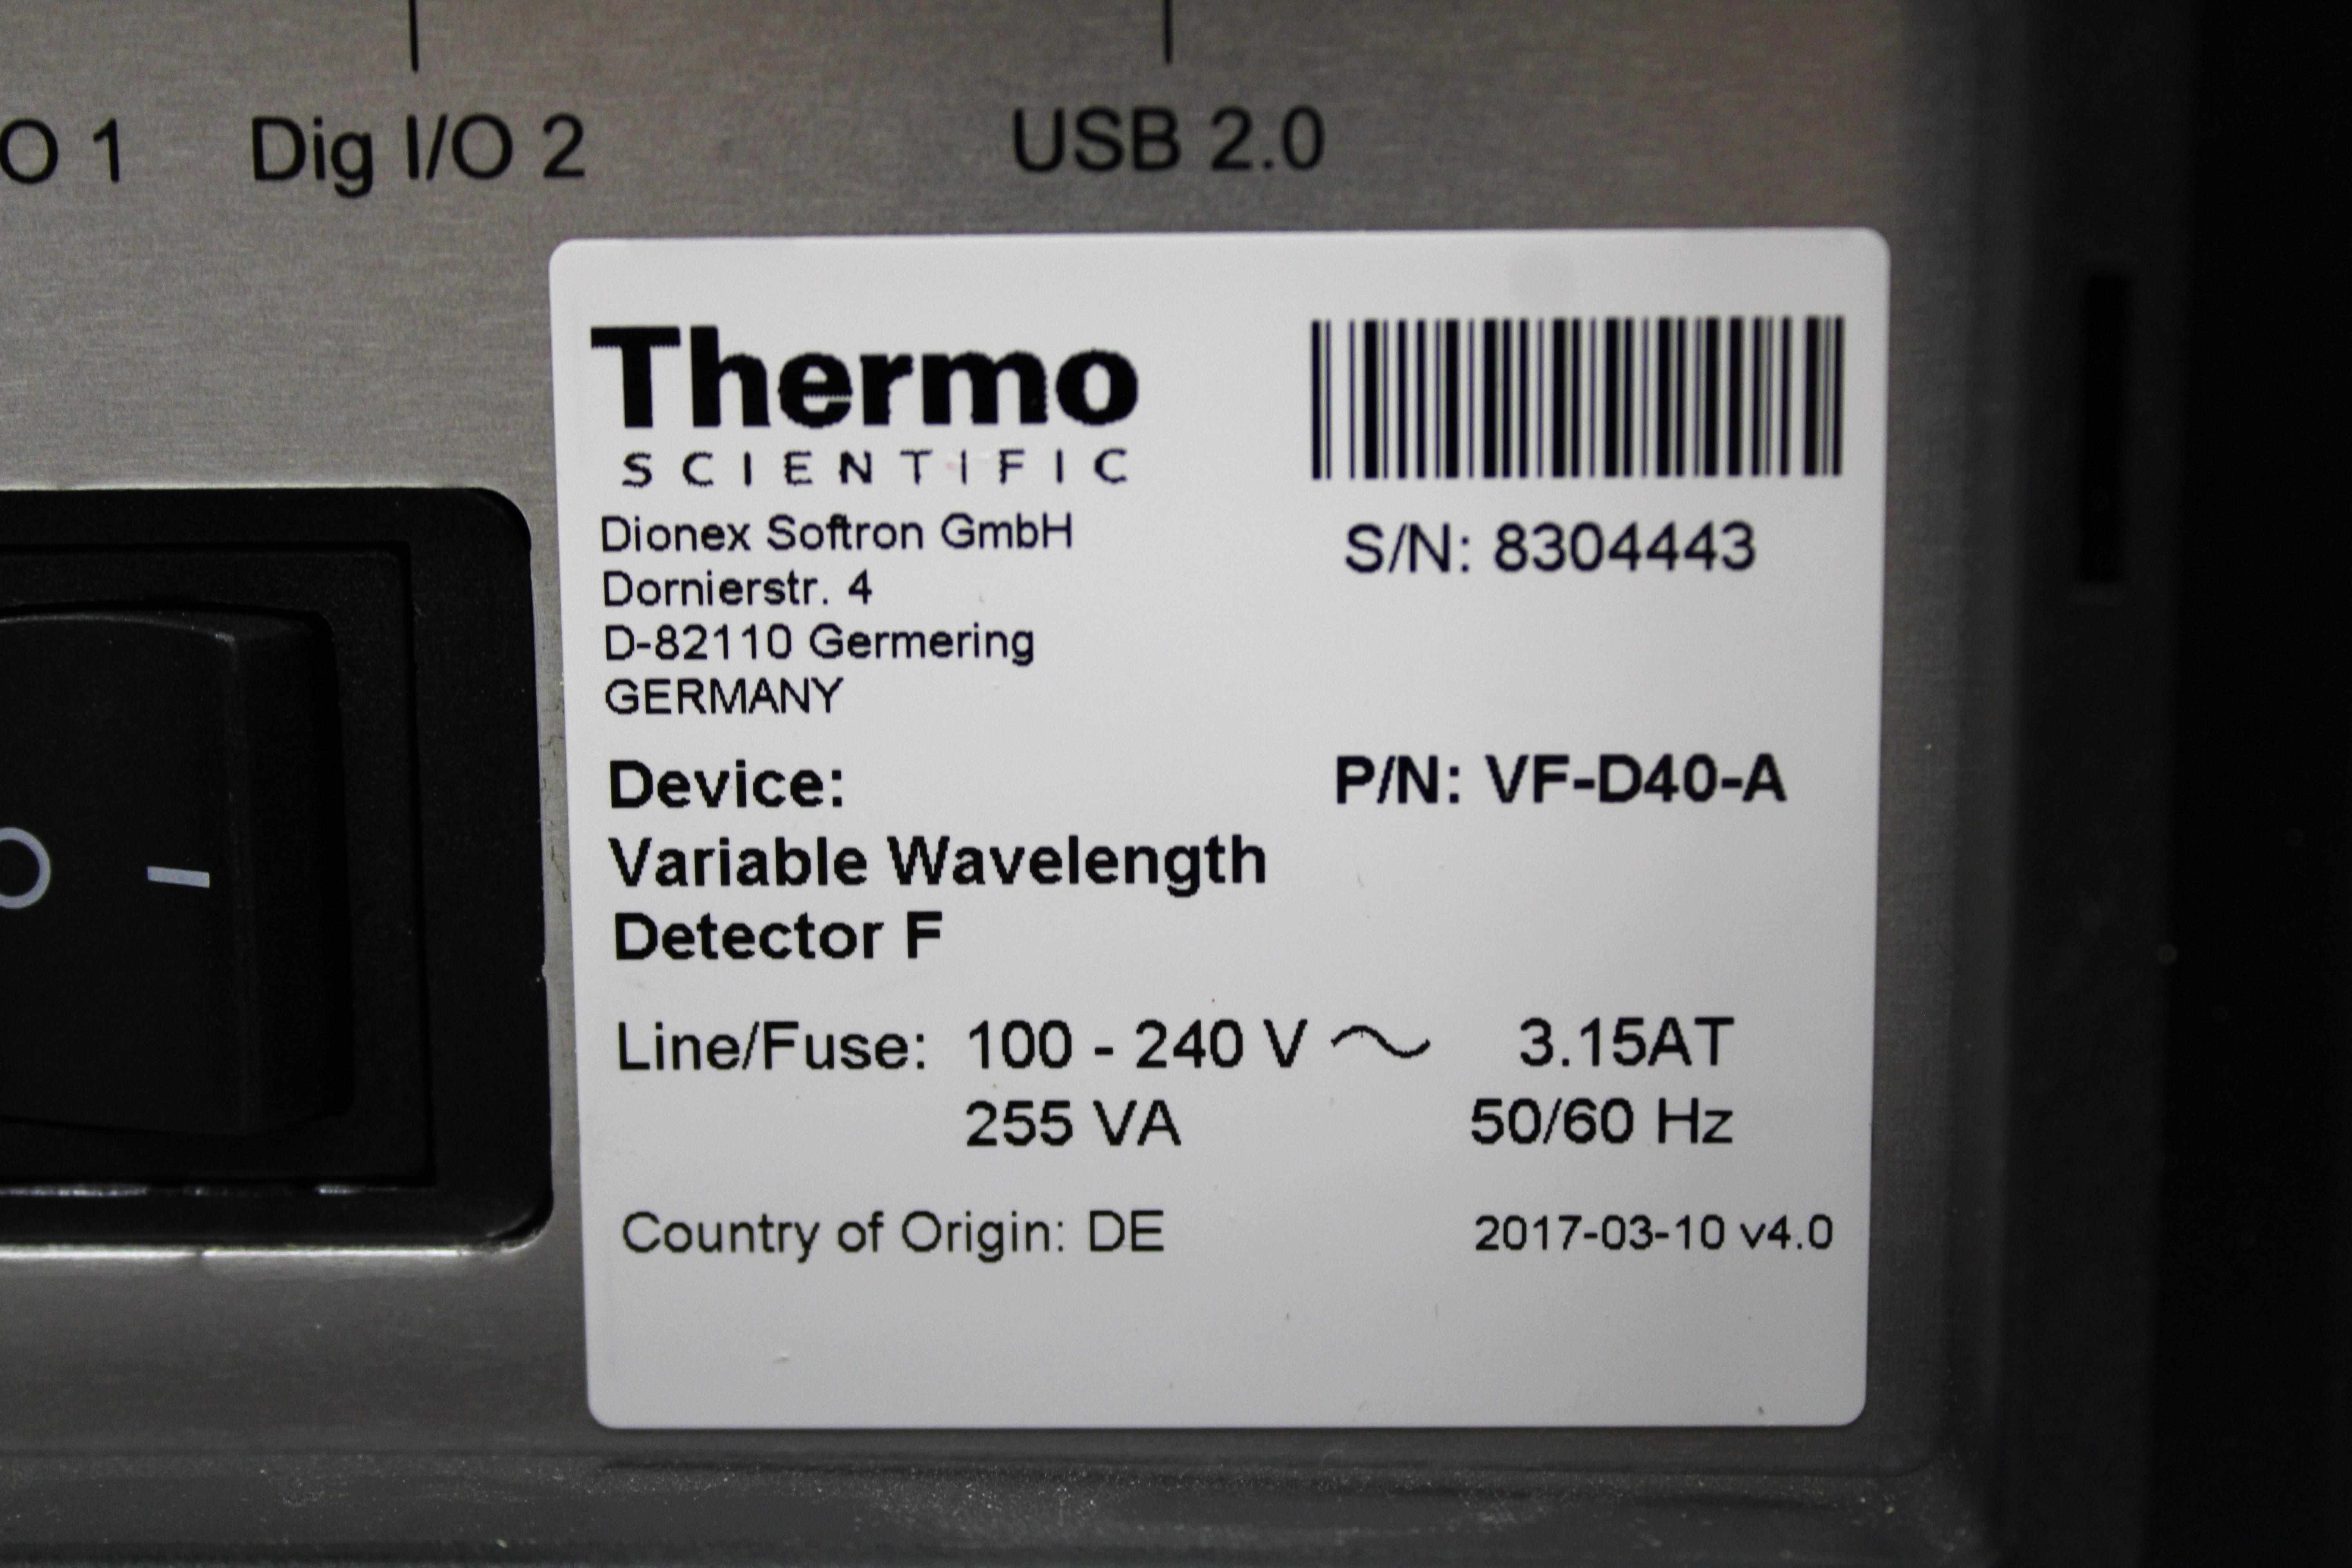 O 1 Dig I/O 2 USB 2.0
Thermo
SCIENTIFIC
Dionex Softron GmbH
Dornierstr. 4
D-82110 Germering
GERMANY
S/N: 8304443
Device: P/N: VF-D40-A
Variable Wavelength
Detector F
Line/Fuse: 100 - 240 V ~ 3.15AT
255 VA 50/60 Hz
Country of Origin: DE 2017-03-10 v4.0